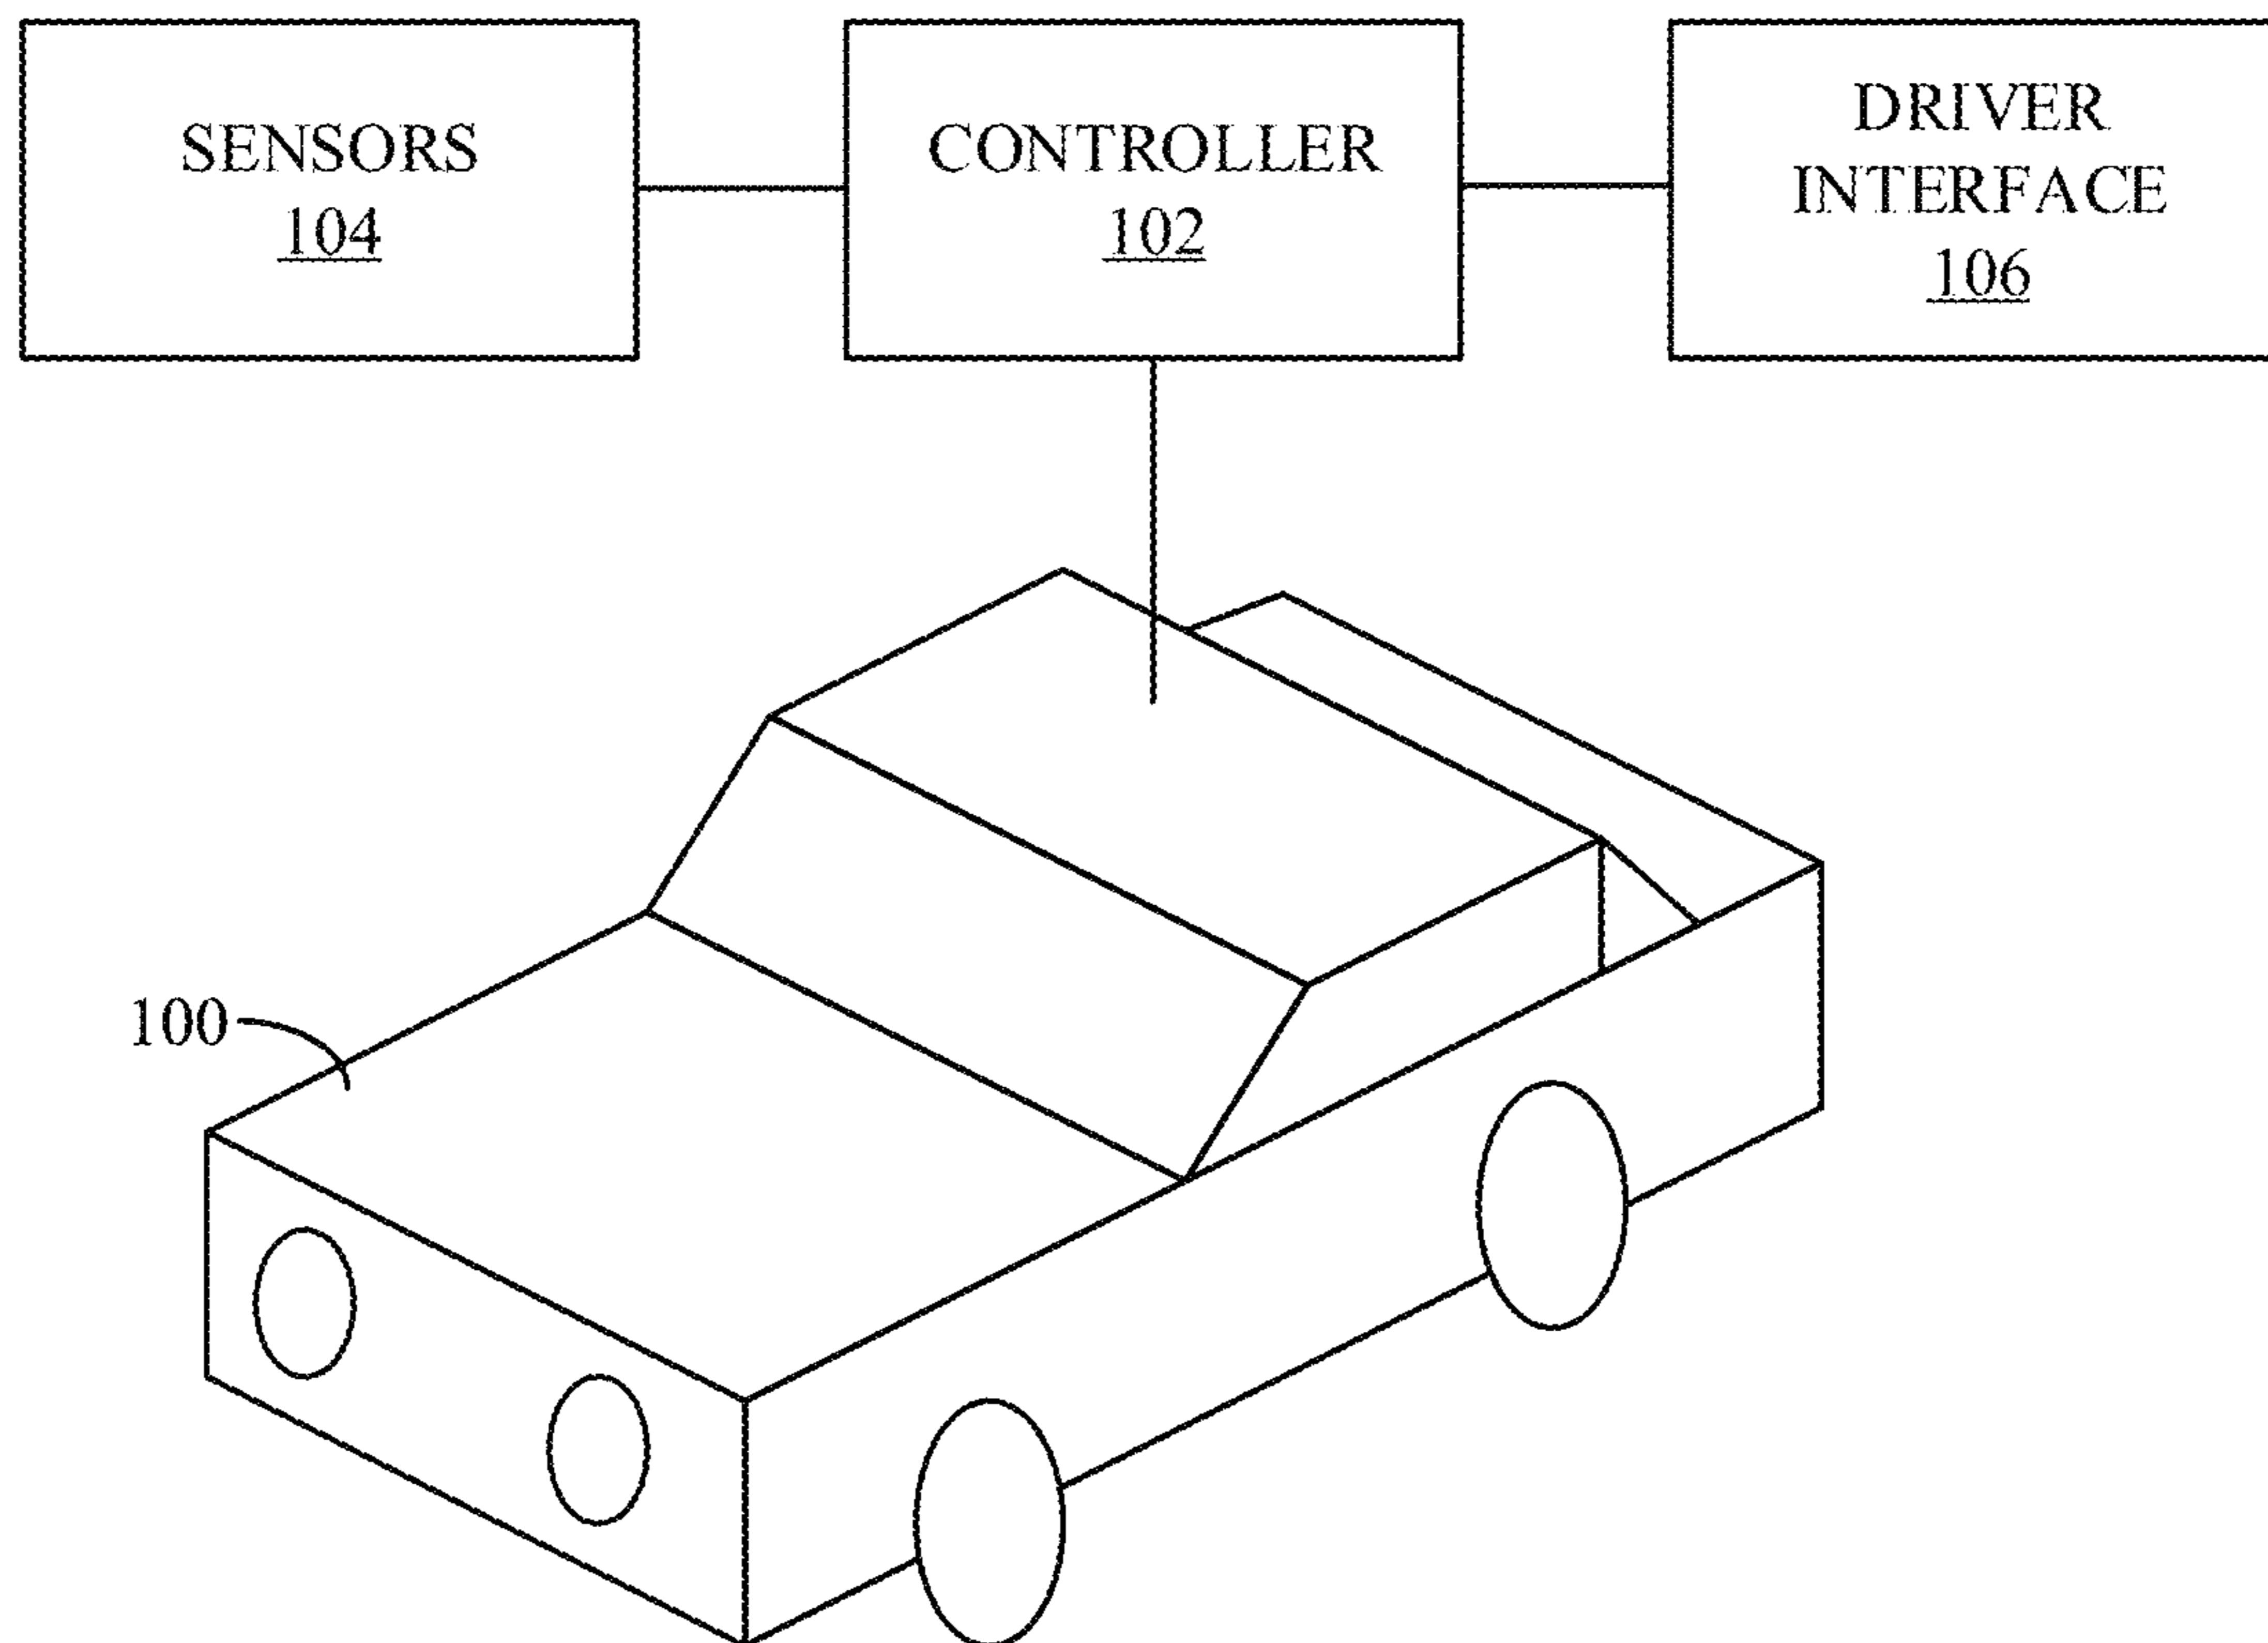 SENSORS
104
CONTROLLER
102
DRIVER
INTERFACE
106
100